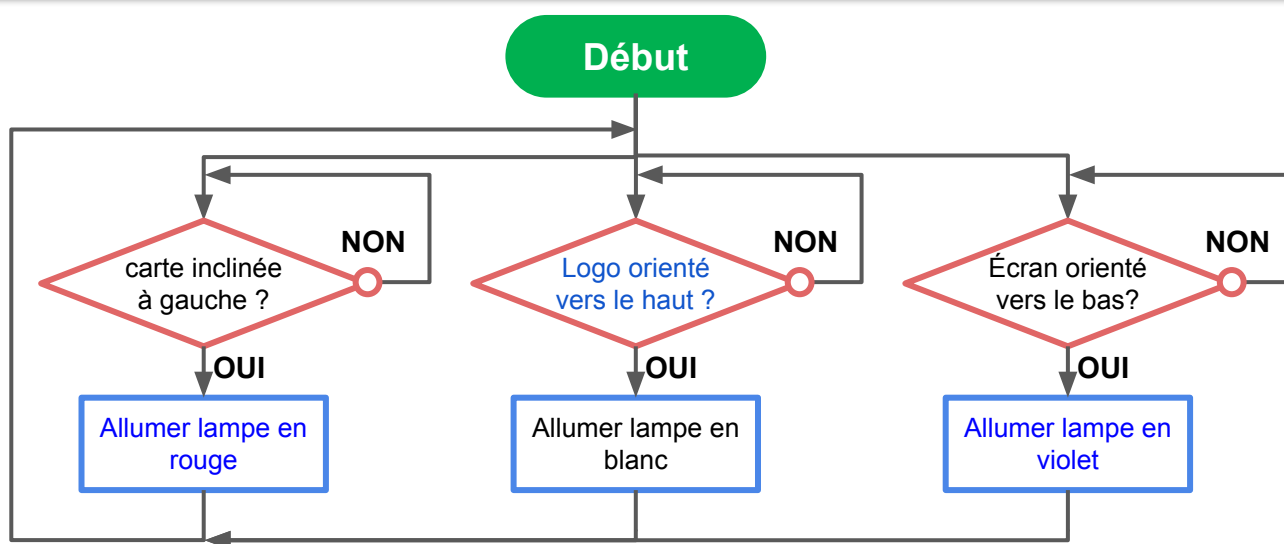 Début
NON
carte inclinée
à gauche ?
OUI
Allumer lampe en
rouge
NON
Logo orienté
vers le haut ?
OUI
Allumer lampe en
blanc
NON
Écran orienté
vers le bas?
OUI
Allumer lampe en
violet